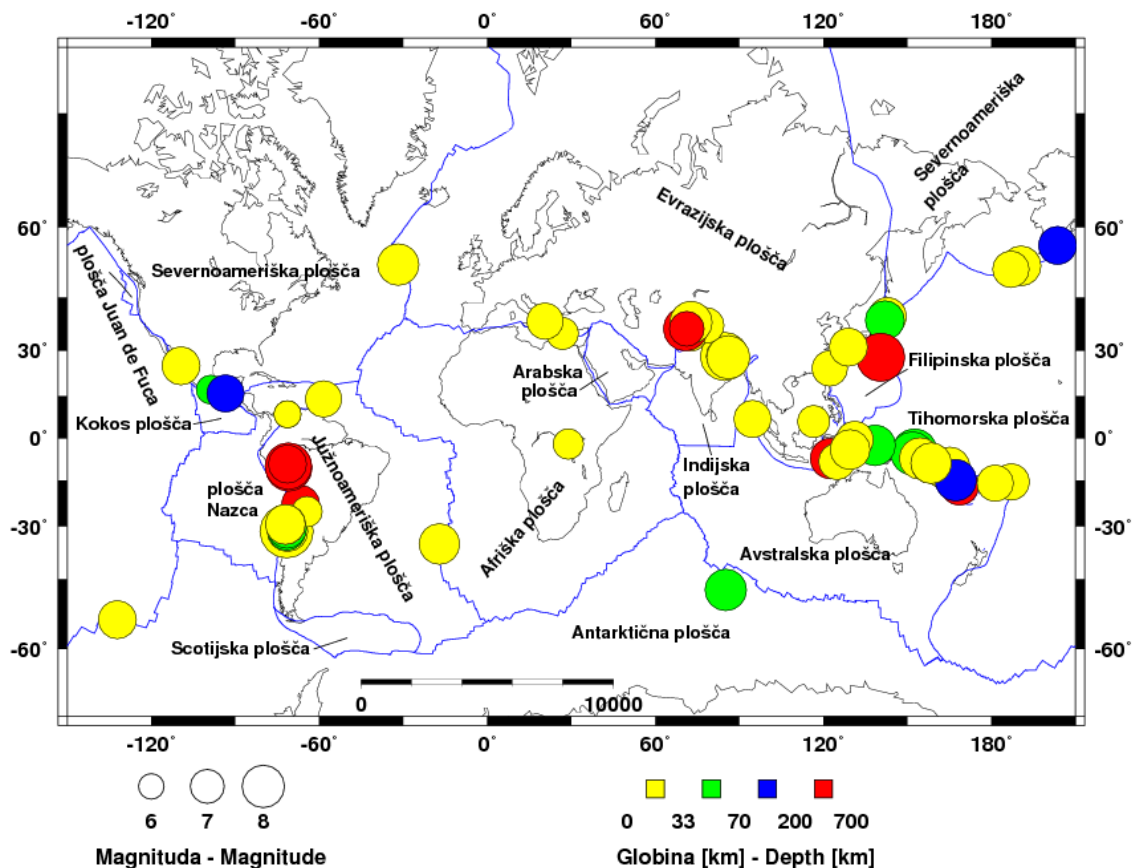 -120° -60° 0° 60° 120° 180°
Severnoameriška
plošča
Evrazijska plošča
60° 60°
Severnoameriška plošča
plošča Juan de Fuca
30° 30°
Arabska
plošča
Filipinska plošča
Kokos plošča
Tihomorska plošča
0° 0°
Južnoameriška plošča
Indijska
plošča
plošča
Nazca
Afriška plošča
-30° -30°
Avstralska plošča
Antarktična plošča
Scotijska plošča
-60° -60°
0 10000
-120° -60° 0° 60° 120° 180°
6 7 8
0 33 70 200 700
Magnituda - Magnitude
Globina [km] - Depth [km]